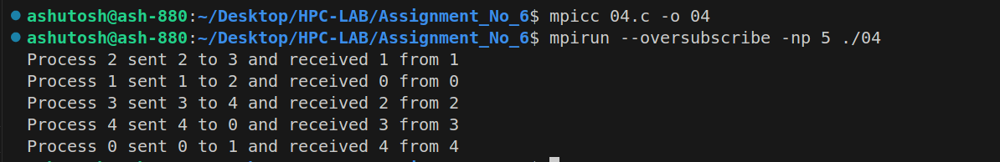 ashutosh@ash-880:~/Desktop/HPC-LAB/Assignment_No_6$ mpicc 04.c -o 04
ashutosh@ash-880:~/Desktop/HPC-LAB/Assignment_No_6$ mpirun --oversubscribe -np 5 ./04
Process 2 sent 2 to 3 and received 1 from 1
Process 1 sent 1 to 2 and received 0 from 0
Process 3 sent 3 to 4 and received 2 from 2
Process 4 sent 4 to 0 and received 3 from 3
Process 0 sent 0 to 1 and received 4 from 4